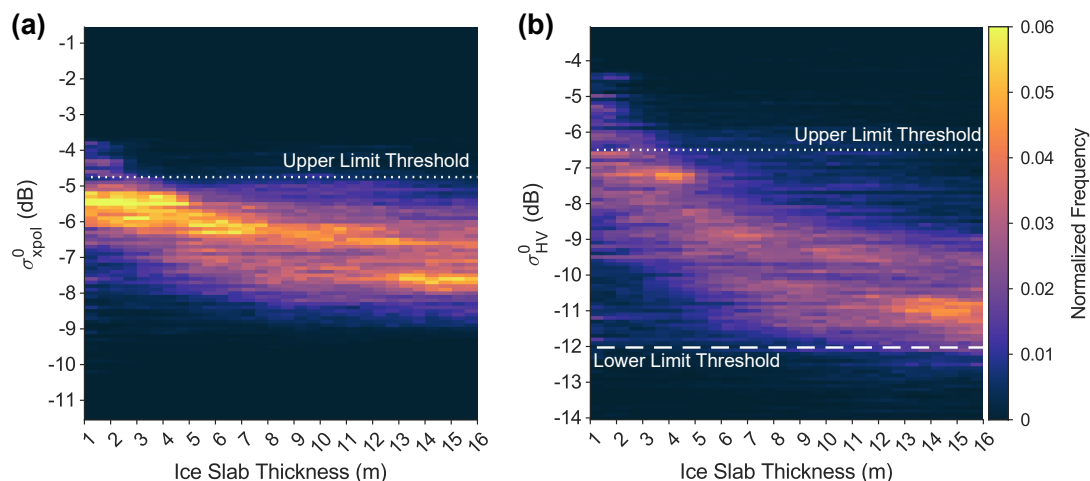 (a)
-1
-2
-3
-4
-5
-6
-7
-8
-9
-10
-11
σ⁰xpol (dB)
Upper Limit Threshold
1 2 3 4 5 6 7 8 9 10 11 12 13 14 15 16
Ice Slab Thickness (m)
(b)
-4
-5
-6
-7
-8
-9
-10
-11
-12
-13
-14
σ⁰HV (dB)
Upper Limit Threshold
Lower Limit Threshold
1 2 3 4 5 6 7 8 9 10 11 12 13 14 15 16
Ice Slab Thickness (m)
0.06
0.05
0.04
0.03
0.02
0.01
0
Normalized Frequency